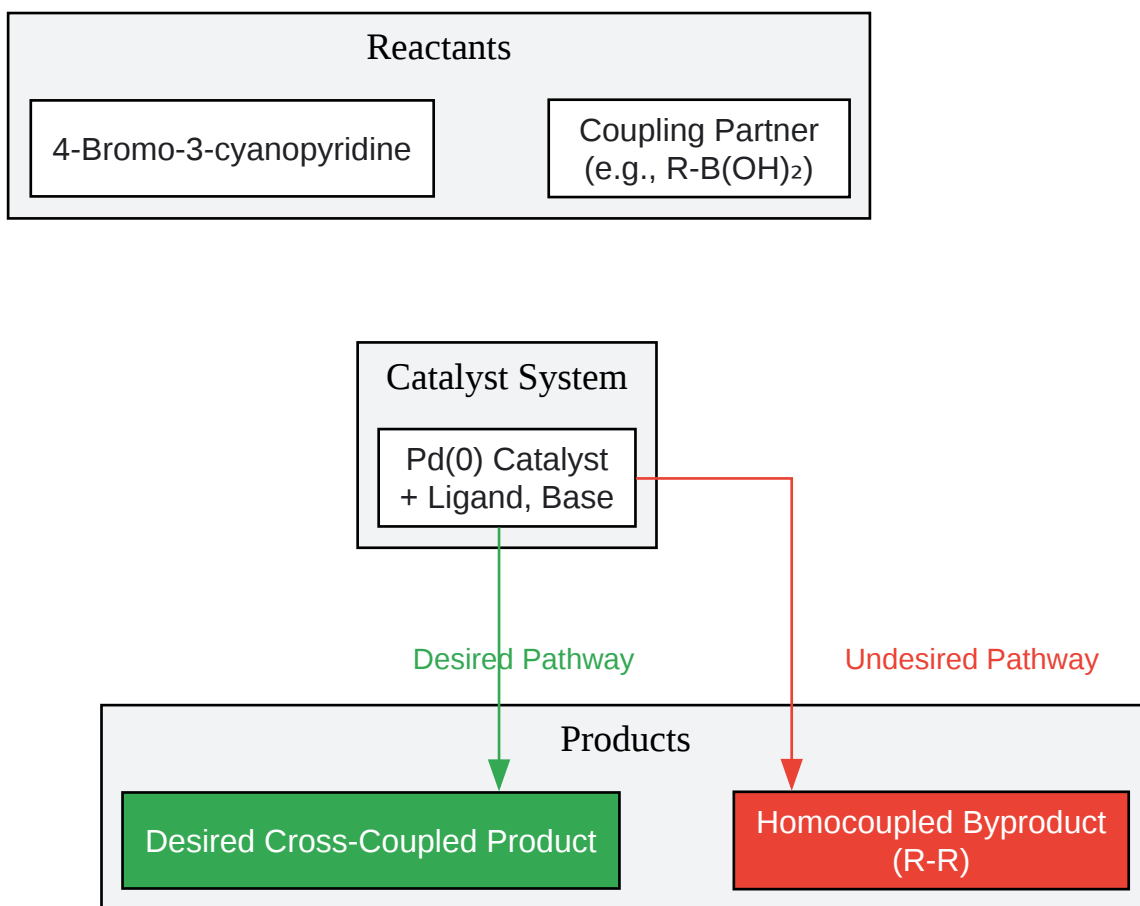 Reactants
4-Bromo-3-cyanopyridine
Coupling Partner
(e.g., R-B(OH)₂)
Catalyst System
Pd(0) Catalyst
+ Ligand, Base
Desired Pathway
Undesired Pathway
Products
Desired Cross-Coupled Product
Homocoupled Byproduct
(R-R)